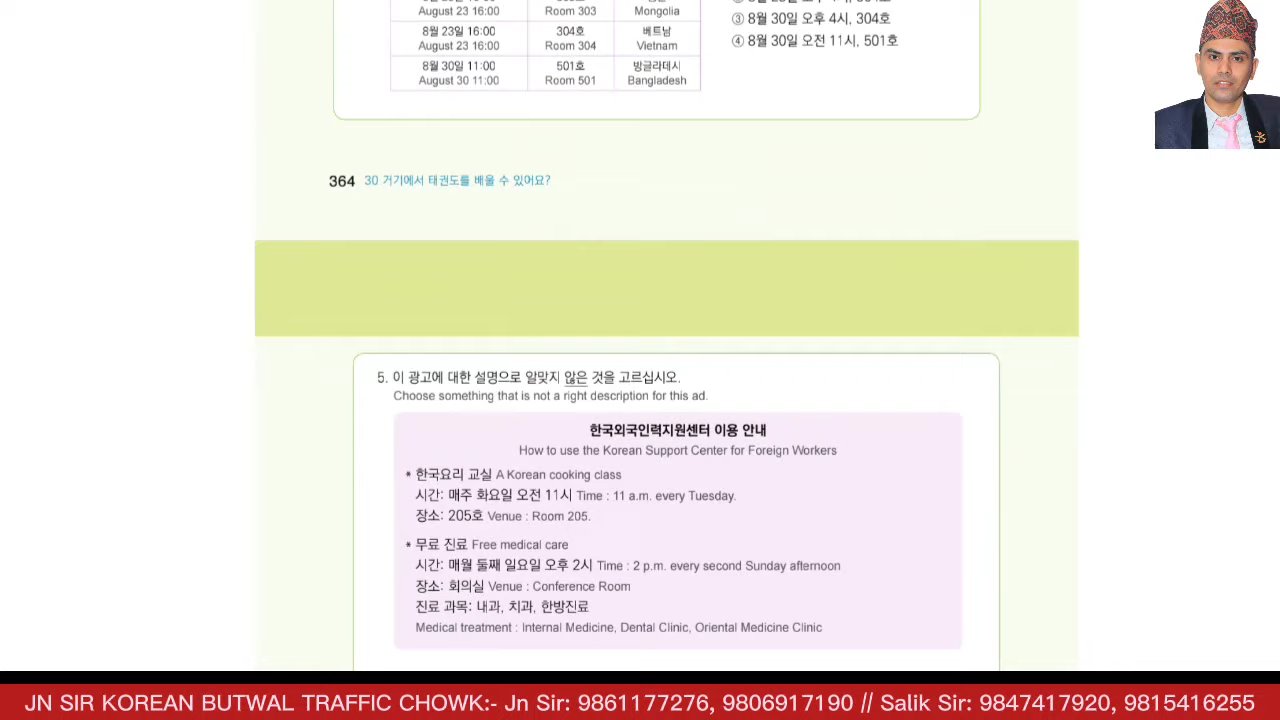 August 23 16:00 Room 303 Mongolia
③ 8월 30일 오후 4시, 304호
8월 23일 16:00 304호 베트남
④ 8월 30일 오전 11시, 501호
August 23 16:00 Room 304 Vietnam
8월 30일 11:00 501호 방글라데시
August 30 11:00 Room 501 Bangladesh
364 30 거기에서 태권도를 배울 수 있어요?
5. 이 광고에 대한 설명으로 알맞지 않은 것을 고르십시오.
Choose something that is not a right description for this ad.
한국외국인력지원센터 이용 안내
How to use the Korean Support Center for Foreign Workers
* 한국요리 교실 A Korean cooking class
시간: 매주 화요일 오전 11시 Time : 11 a.m. every Tuesday.
장소: 205호 Venue : Room 205.
* 무료 진료 Free medical care
시간: 매월 둘째 일요일 오후 2시 Time : 2 p.m. every second Sunday afternoon
장소: 회의실 Venue : Conference Room
진료 과목: 내과, 치과, 한방진료
Medical treatment : Internal Medicine, Dental Clinic, Oriental Medicine Clinic
JN SIR KOREAN BUTWAL TRAFFIC CHOWK:- Jn Sir: 9861177276, 9806917190 // Salik Sir: 9847417920, 9815416255